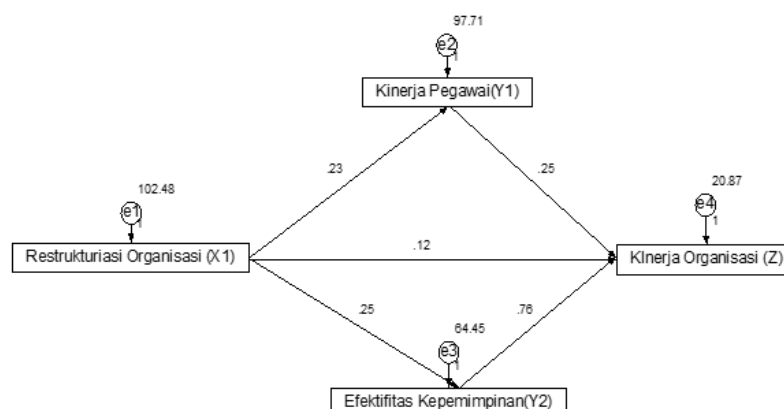 97.71
e2
1
Kinerja Pegawai(Y1)
.23
.25
102.48
e1
1
Restrukturiasi Organisasi (X1)
.12
20.87
e4
1
KInerja Organisasi (Z)
.25
.76
64.45
e3
1
Efektifitas Kepemimpinan(Y2)